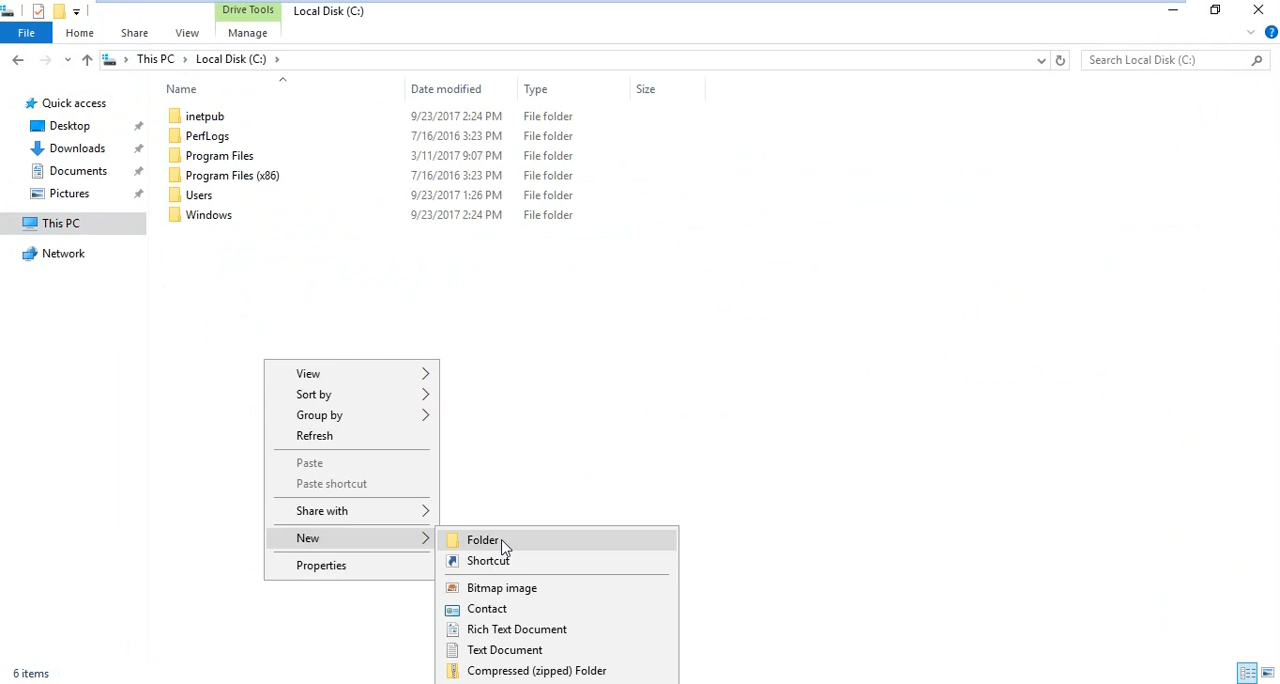 Drive Tools
Local Disk (C:)
File
Home
Share
View
Manage
This PC
Local Disk (C:)
Search Local Disk (C:)
Name
Date modified
Type
Size
Quick access
Desktop
Downloads
Documents
Pictures
This PC
Network
inetpub 9/23/2017 2:24 PM File folder
PerfLogs 7/16/2016 3:23 PM File folder
Program Files 3/11/2017 9:07 PM File folder
Program Files (x86) 7/16/2016 3:23 PM File folder
Users 9/23/2017 1:26 PM File folder
Windows 9/23/2017 2:24 PM File folder
View
Sort by
Group by
Refresh
Paste
Paste shortcut
Share with
New
Properties
Folder
Shortcut
Bitmap image
Contact
Rich Text Document
Text Document
Compressed (zipped) Folder
6 items